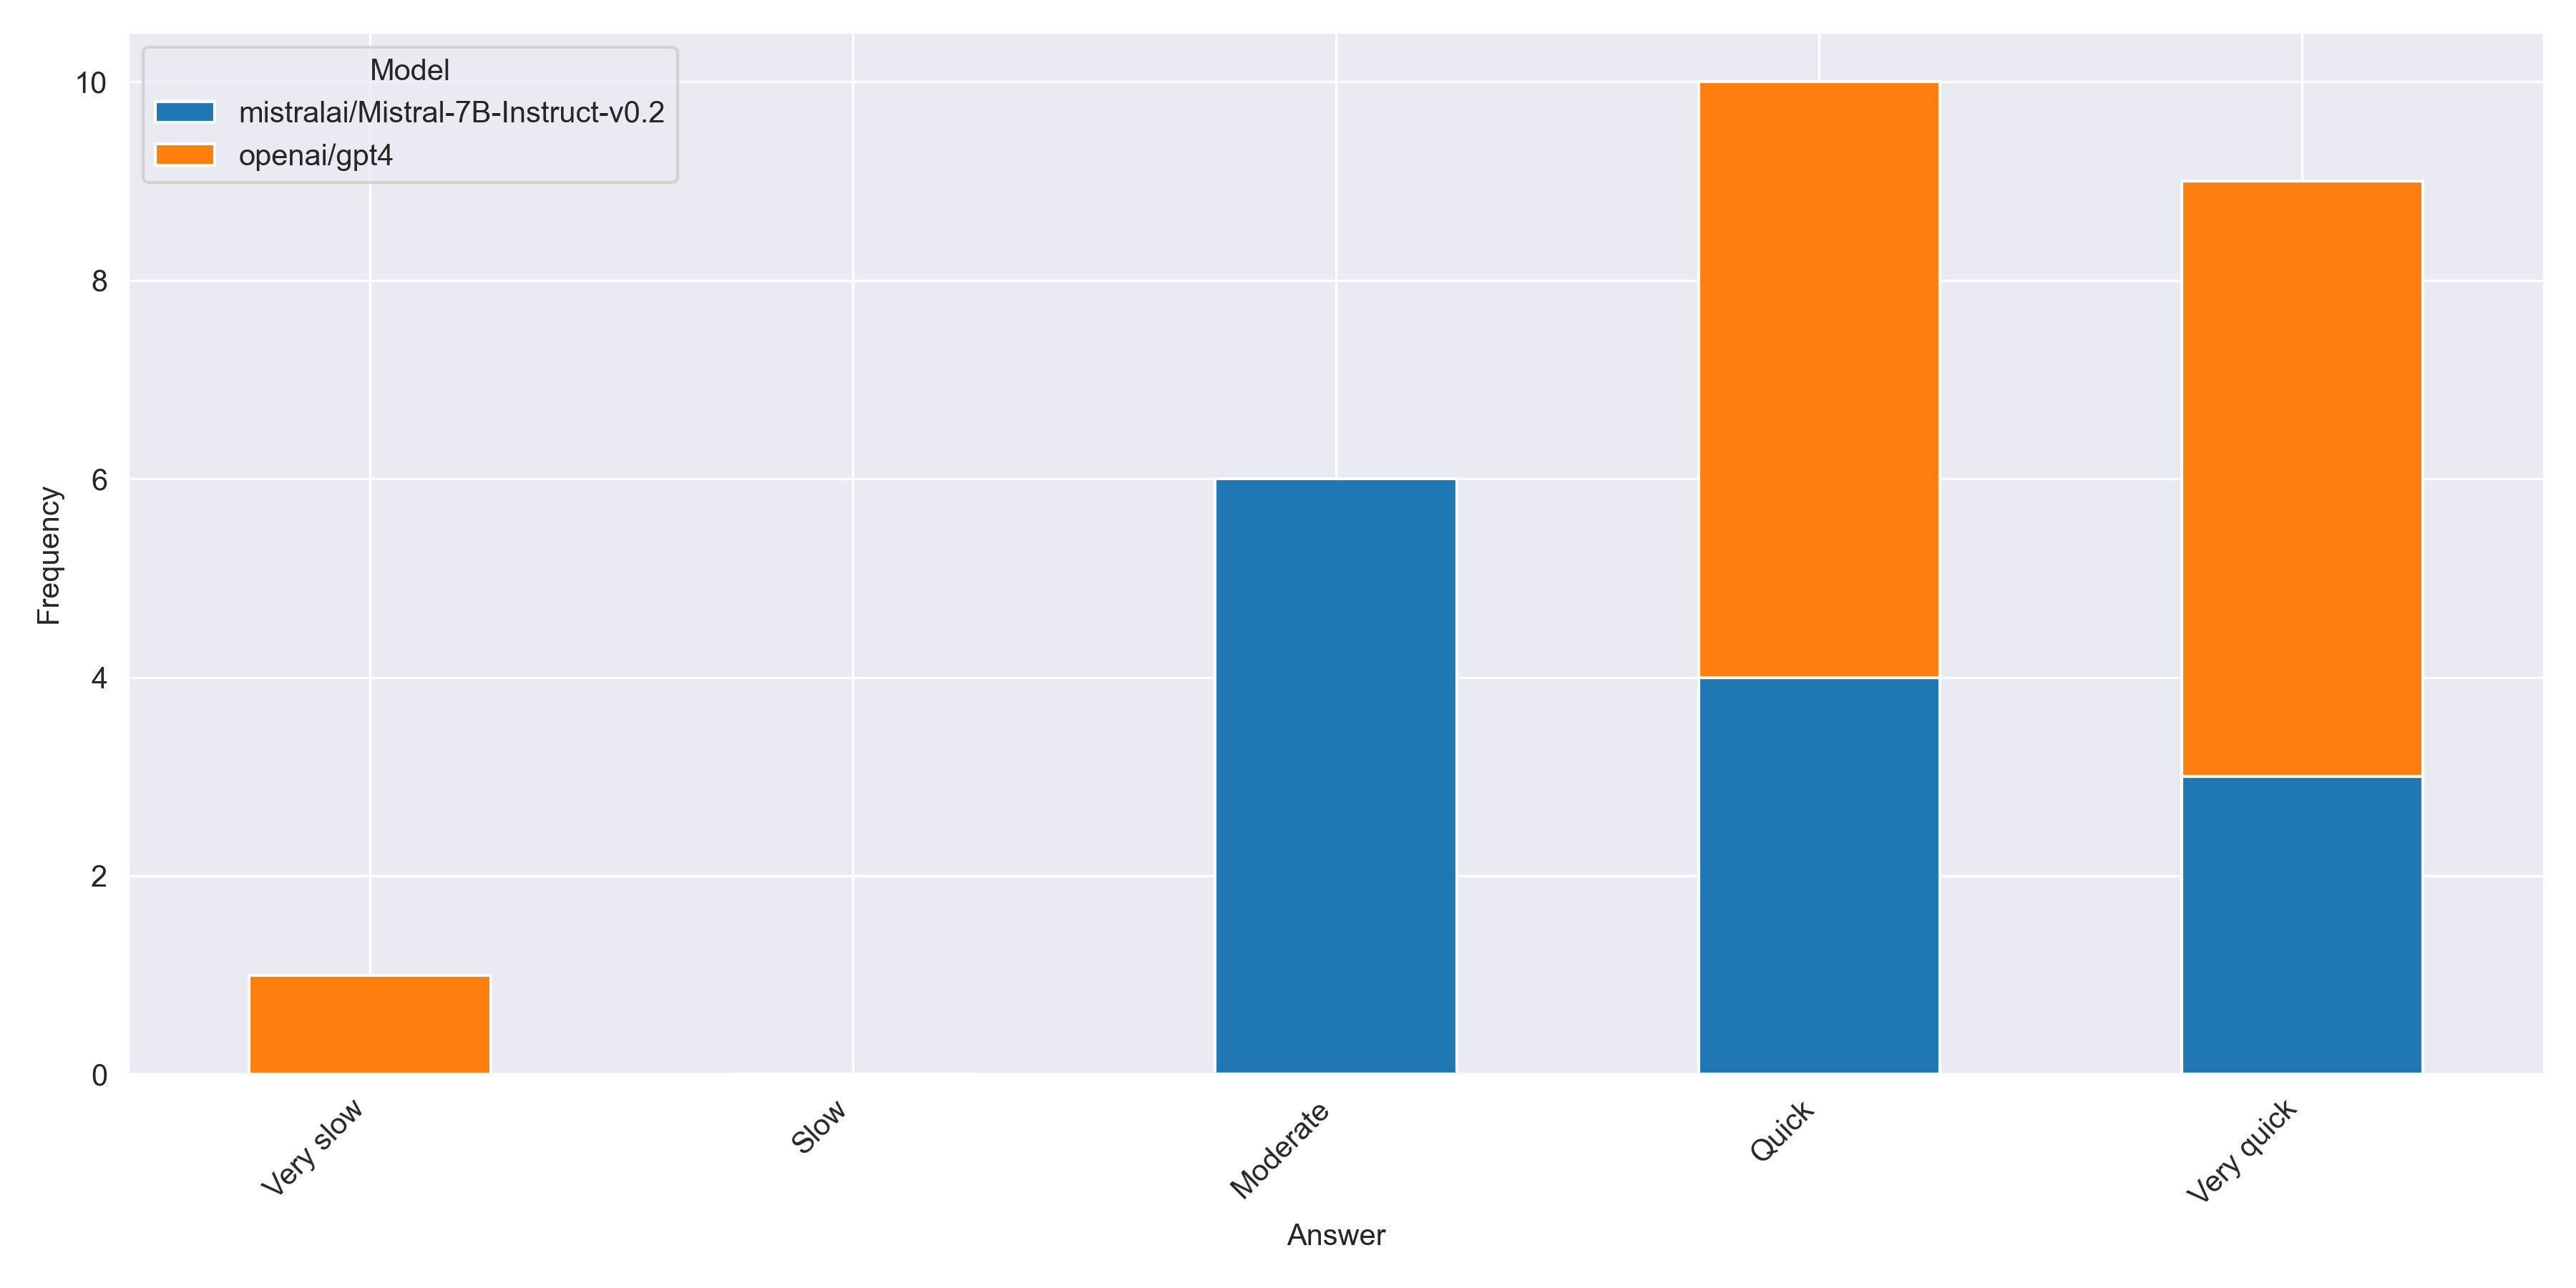 Model
mistralai/Mistral-7B-Instruct-v0.2
openai/gpt4
Frequency
10
8
6
4
2
0
Very slow
Slow
Moderate
Quick
Very quick
Answer